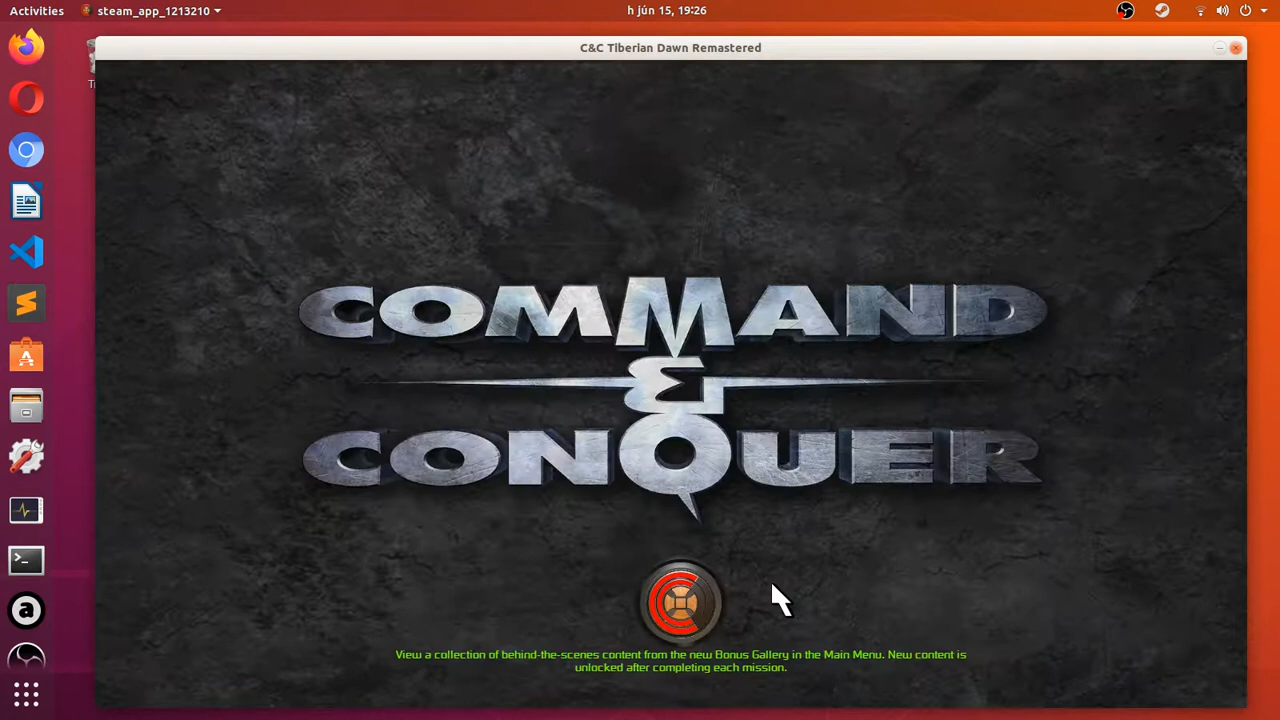 Activities
steam_app_1213210
h jún 15, 19:26
C&C Tiberian Dawn Remastered
COMMAND
&
CONQUER
View a collection of behind-the-scenes content from the new Bonus Gallery in the Main Menu. New content is
unlocked after completing each mission.